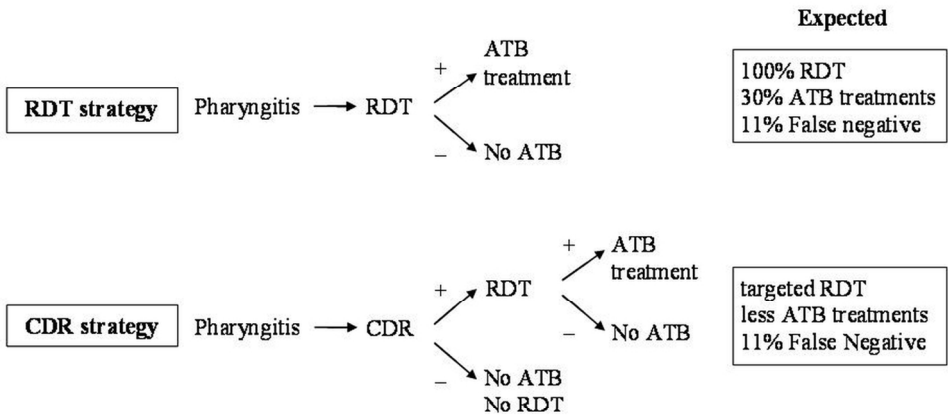 Expected
ATB
treatment
+
RDT strategy
Pharyngitis
RDT
–
No ATB
100% RDT
30% ATB treatments
11% False negative
+
ATB
treatment
+
RDT
CDR strategy
Pharyngitis
CDR
–
No ATB
–
No ATB
No RDT
targeted RDT
less ATB treatments
11% False Negative